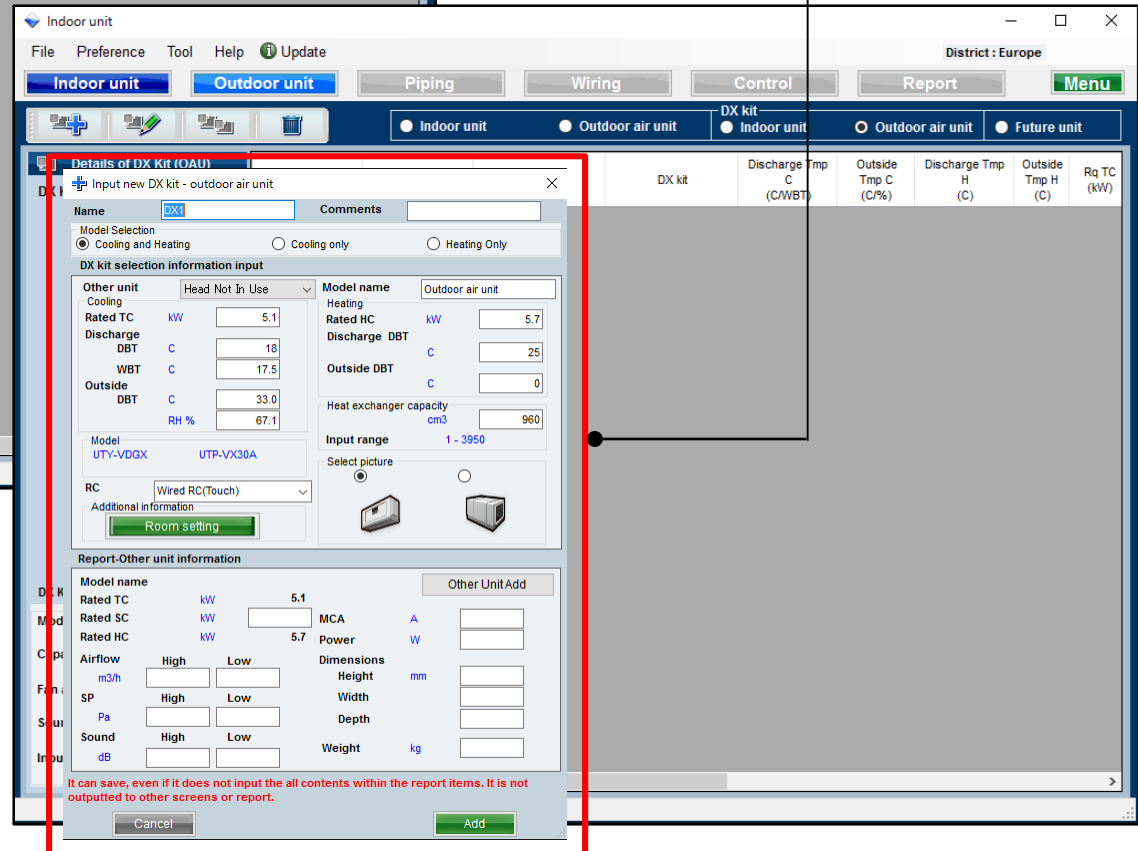 Indoor unit
File Preference Tool Help Update District : Europe
Indoor unit Outdoor unit Piping Wiring Control Report Menu
DX kit
Indoor unit Outdoor air unit Indoor unit Outdoor air unit Future unit
Details of DX Kit (OAU)
DX kit
Discharge Tmp C (C/WBT)
Outside Tmp C (C/%)
Discharge Tmp H (C)
Outside Tmp H (C)
Rq TC (kW)
Input new DX kit - outdoor air unit
Name DX1 Comments
Model Selection
Cooling and Heating Cooling only Heating Only
DX kit selection information input
Other unit Head Not In Use Model name Outdoor air unit
Cooling
Rated TC kW 5.1
Discharge
DBT C 18
WBT C 17.5
Outside
DBT C 33.0
RH % 67.1
Heating
Rated HC kW 5.7
Discharge DBT
C 25
Outside DBT
C 0
Heat exchanger capacity
cm3 960
Input range 1 - 3950
Model
UTY-VDGX UTP-VX30A
Select picture
RC Wired RC(Touch)
Additional information
Room setting
Report-Other unit information
Model name Other Unit Add
Rated TC kW 5.1
Rated SC kW
Rated HC kW 5.7
Airflow High Low
m3/h
SP High Low
Pa
Sound High Low
dB
MCA A
Power W
Dimensions
Height mm
Width
Depth
Weight kg
It can save, even if it does not input the all contents within the report items. It is not
outputted to other screens or report.
Cancel Add